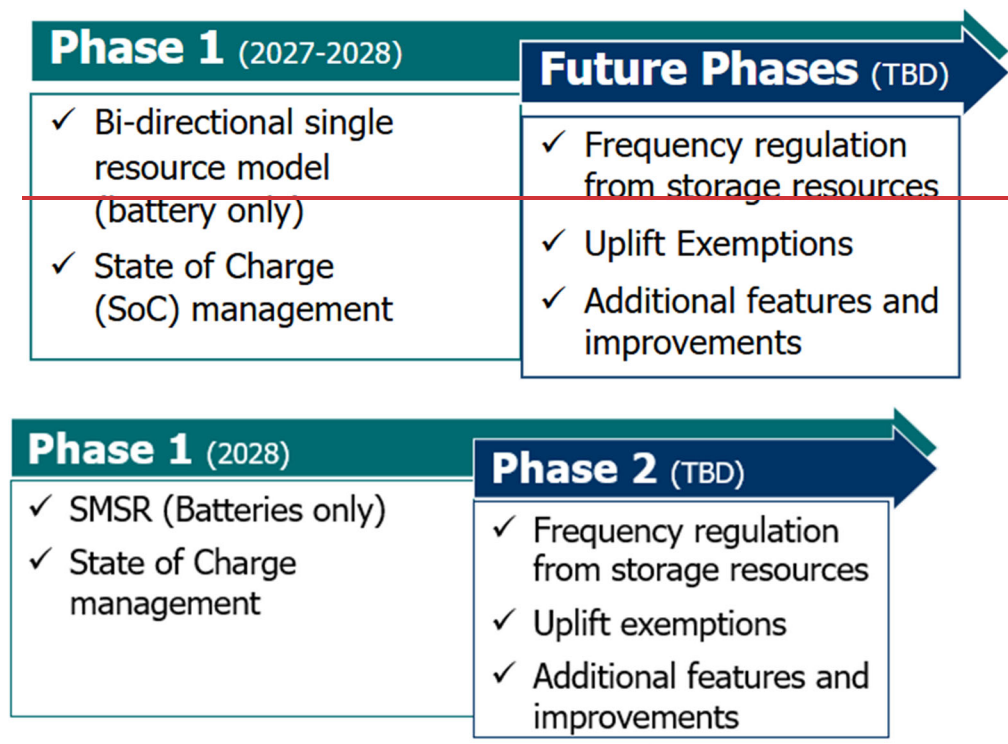 Phase 1 (2027-2028)
✓ Bi-directional single
resource model
(battery only)
✓ State of Charge
(SoC) management
Future Phases (TBD)
✓ Frequency regulation
from storage resources
✓ Uplift Exemptions
✓ Additional features and
improvements
Phase 1 (2028)
✓ SMSR (Batteries only)
✓ State of Charge
management
Phase 2 (TBD)
✓ Frequency regulation
from storage resources
✓ Uplift exemptions
✓ Additional features and
improvements